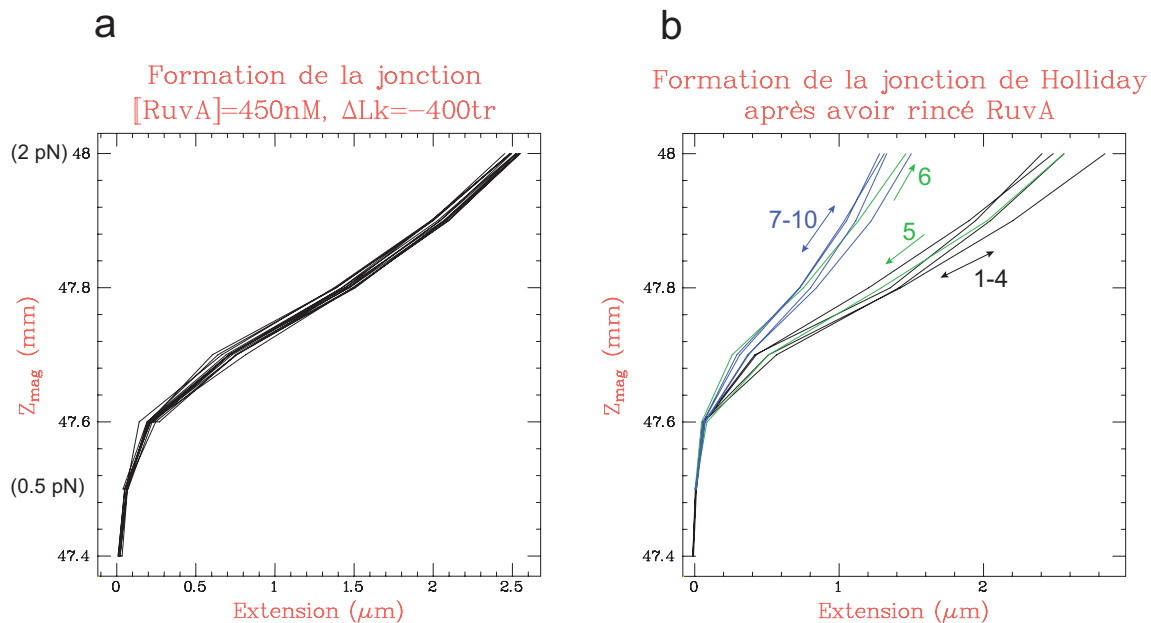 a
Formation de la jonction
[RuvA]=450nM, ΔLk=−400tr
(2 pN)
48
47.8
47.6
(0.5 pN)
47.4
Zmag (mm)
0
0.5
1
1.5
2
2.5
Extension (μm)
b
Formation de la jonction de Holliday
après avoir rincé RuvA
48
47.8
47.6
47.4
Zmag (mm)
7-10
6
5
1-4
0
1
2
Extension (μm)